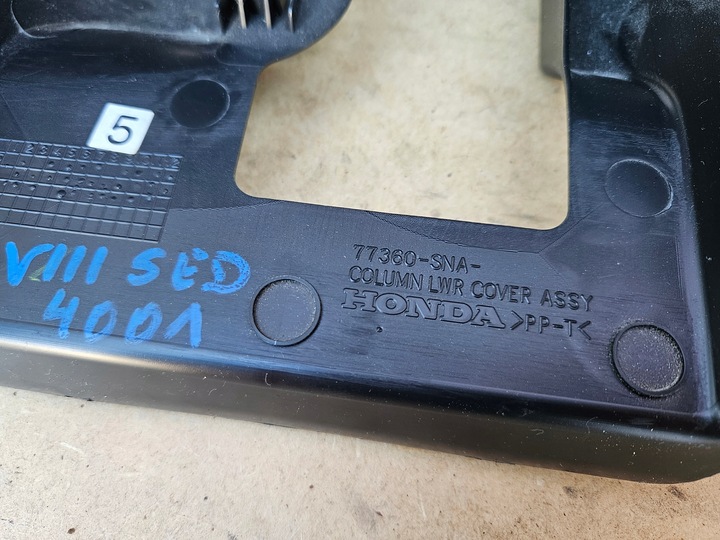 5
77360-SNA-
COLUMN LWR COVER ASSY
HONDA >PP-T<
VIII SED
4001